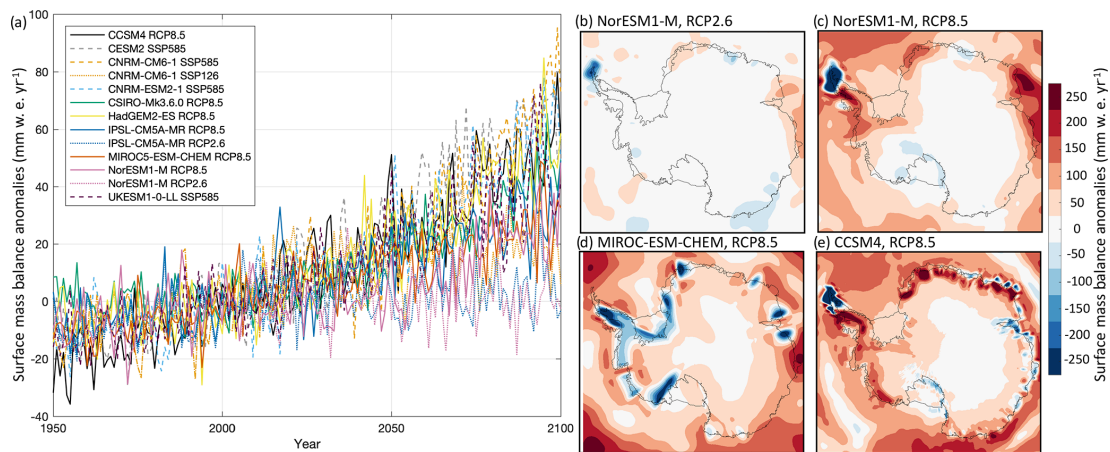 (a)
Surface mass balance anomalies (mm w. e. yr-1)
100
80
60
40
20
0
-20
-40
1950
2000
2050
2100
Year
CCSM4 RCP8.5
CESM2 SSP585
CNRM-CM6-1 SSP585
CNRM-CM6-1 SSP126
CNRM-ESM2-1 SSP585
CSIRO-Mk3.6.0 RCP8.5
HadGEM2-ES RCP8.5
IPSL-CM5A-MR RCP8.5
IPSL-CM5A-MR RCP2.6
MIROC5-ESM-CHEM RCP8.5
NorESM1-M RCP8.5
NorESM1-M RCP2.6
UKESM1-0-LL SSP585
(b) NorESM1-M, RCP2.6
(c) NorESM1-M, RCP8.5
(d) MIROC-ESM-CHEM, RCP8.5
(e) CCSM4, RCP8.5
250
200
150
100
50
0
-50
-100
-150
-200
-250
Surface mass balance anomalies (mm w. e. yr-1)